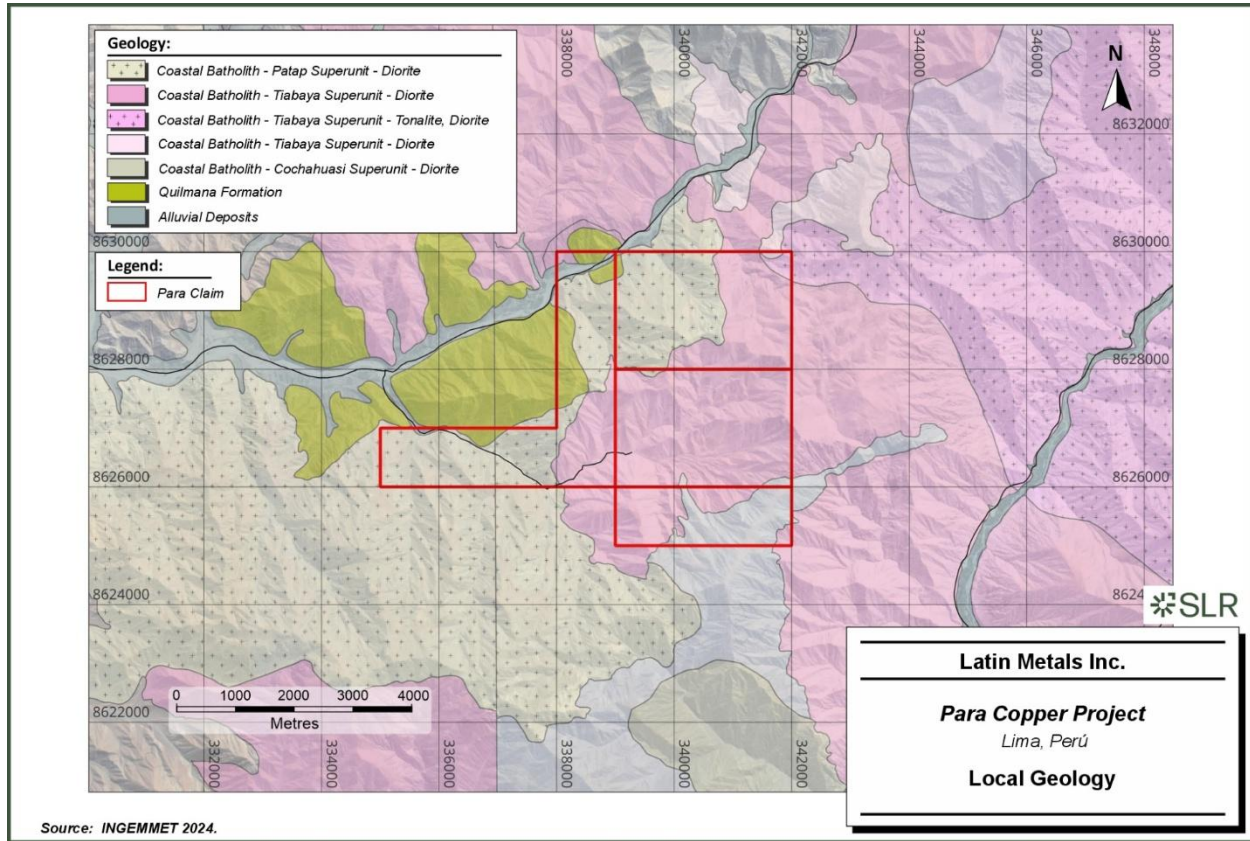 Geology:
Coastal Batholith - Patap Superunit - Diorite
Coastal Batholith - Tiabaya Superunit - Diorite
Coastal Batholith - Tiabaya Superunit - Tonalite, Diorite
Coastal Batholith - Tiabaya Superunit - Diorite
Coastal Batholith - Cochahuasi Superunit - Diorite
Quilmana Formation
Alluvial Deposits
Legend:
Para Claim
338000
340000
342000
344000
346000
348000
N
8632000
8632000
8630000
8630000
8628000
8628000
8626000
8626000
8624000
8624
8622000
0 1000 2000 3000 4000
Metres
332000
334000
336000
338000
340000
342000
SLR
Latin Metals Inc.
Para Copper Project
Lima, Perú
Local Geology
Source: INGEMMET 2024.